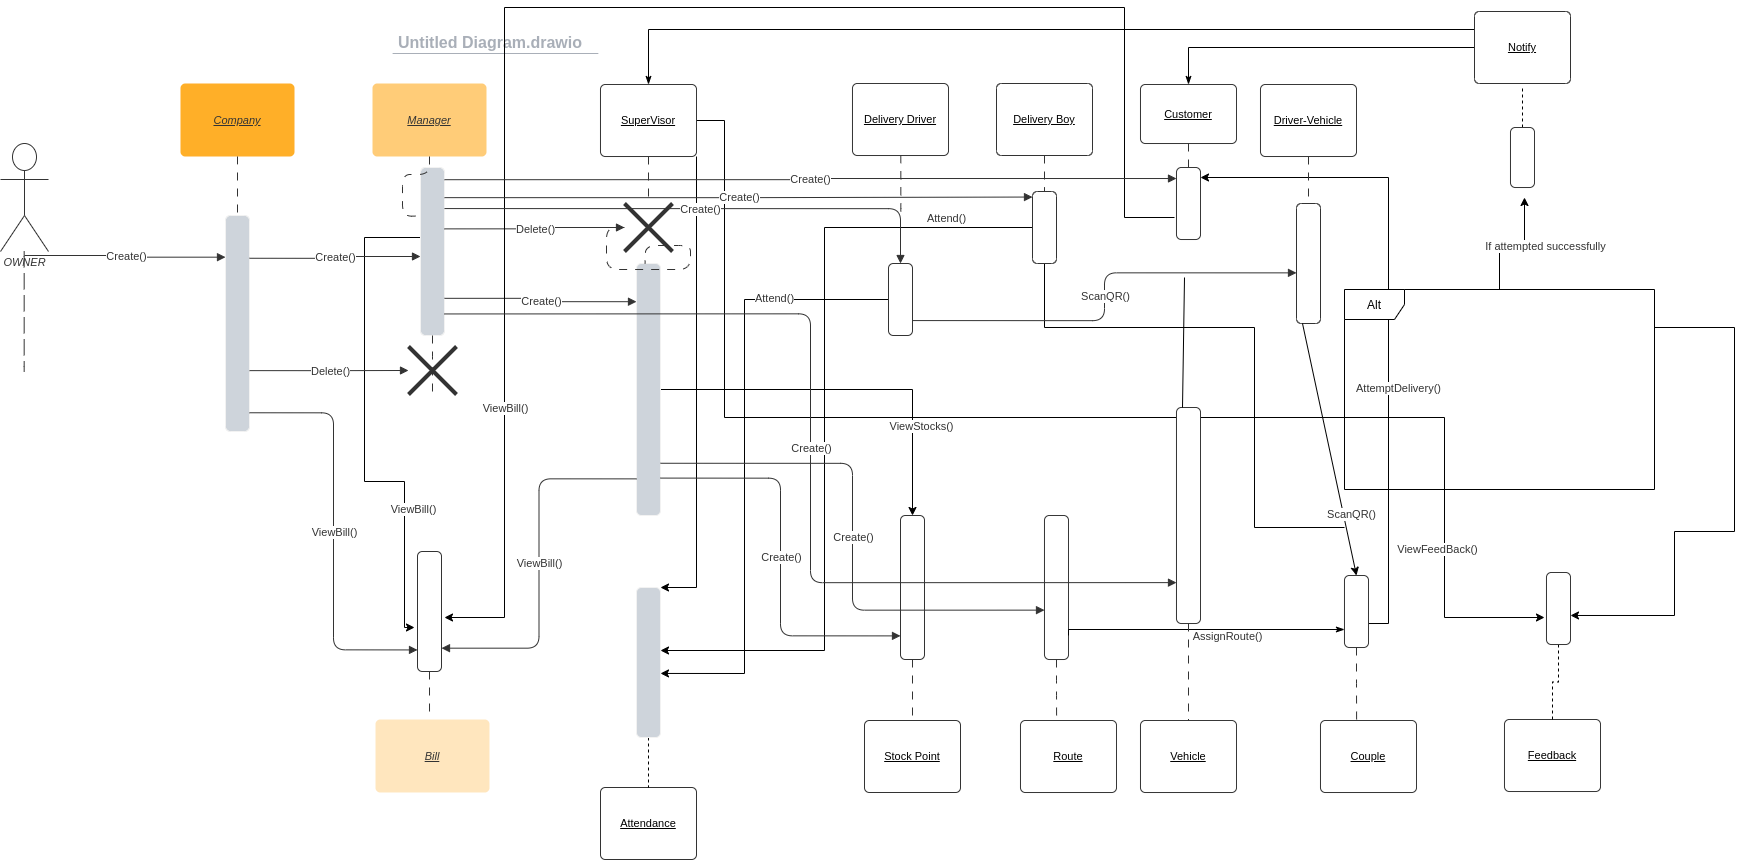 Untitled Diagram.drawio
Notify
Company
Manager
SuperVisor
Delivery Driver
Delivery Boy
Customer
Driver-Vehicle
Create()
Create()
Create()
Attend()
Delete()
If attempted successfully
OWNER
Create()
Create()
ScanQR()
Attend()
Create()
Alt
Delete()
AttemptDelivery()
ViewBill()
ViewStocks()
Create()
ViewBill()
ScanQR()
ViewBill()
Create()
ViewFeedBack()
Create()
ViewBill()
AssignRoute()
Bill
Stock Point
Route
Vehicle
Couple
Feedback
Attendance